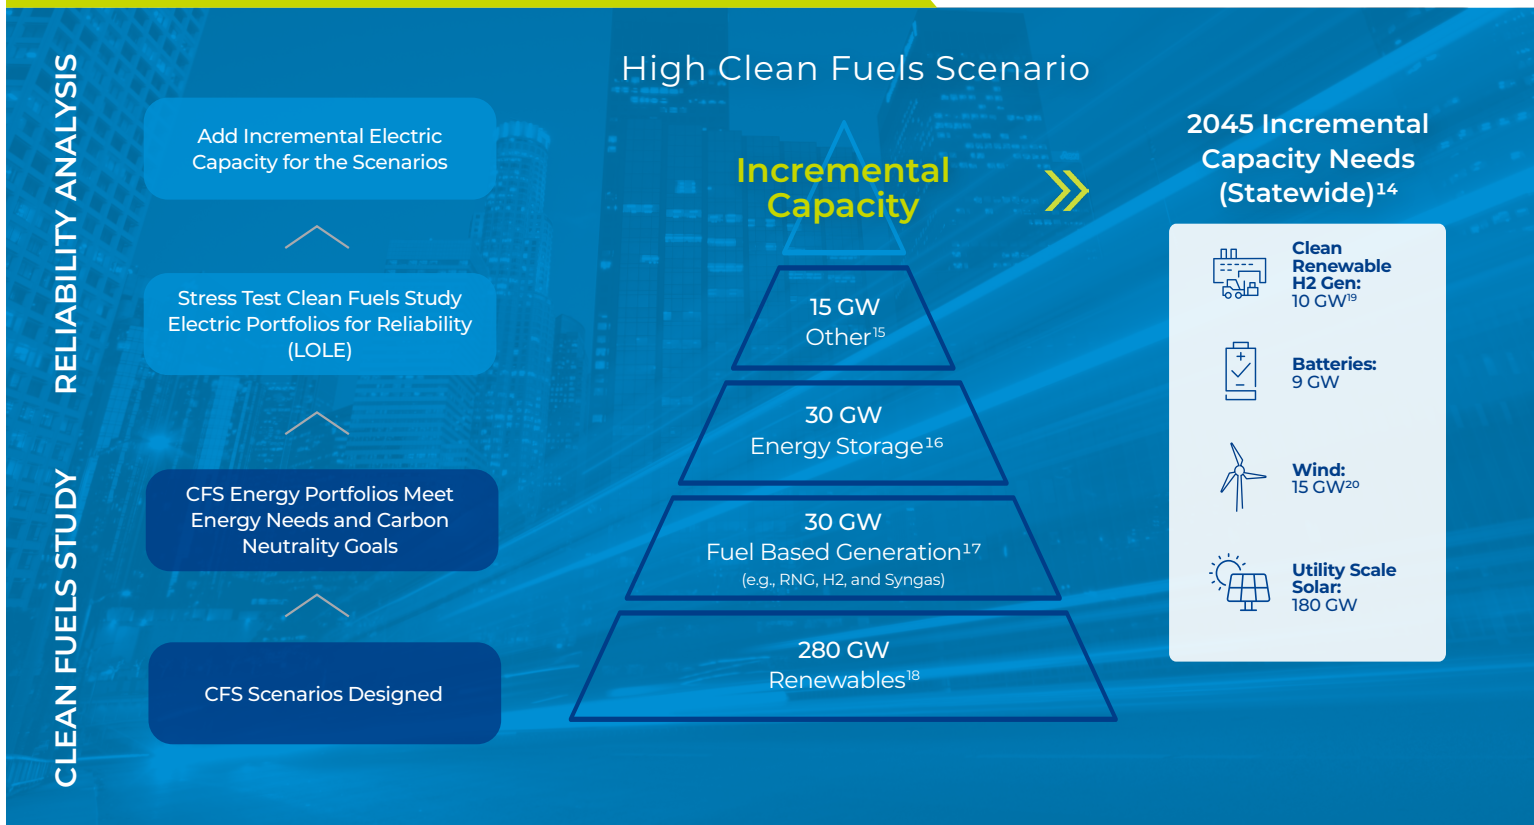 RELIABILITY ANALYSIS
CLEAN FUELS STUDY
Add Incremental Electric
Capacity for the Scenarios
Stress Test Clean Fuels Study
Electric Portfolios for Reliability
(LOLE)
CFS Energy Portfolios Meet
Energy Needs and Carbon
Neutrality Goals
CFS Scenarios Designed
High Clean Fuels Scenario
Incremental
Capacity
15 GW
Other¹⁵
30 GW
Energy Storage¹⁶
30 GW
Fuel Based Generation¹⁷
(e.g., RNG, H2, and Syngas)
280 GW
Renewables¹⁸
2045 Incremental
Capacity Needs
(Statewide)¹⁴
Clean
Renewable
H2 Gen:
10 GW¹⁹
Batteries:
9 GW
Wind:
15 GW²⁰
Utility Scale
Solar:
180 GW